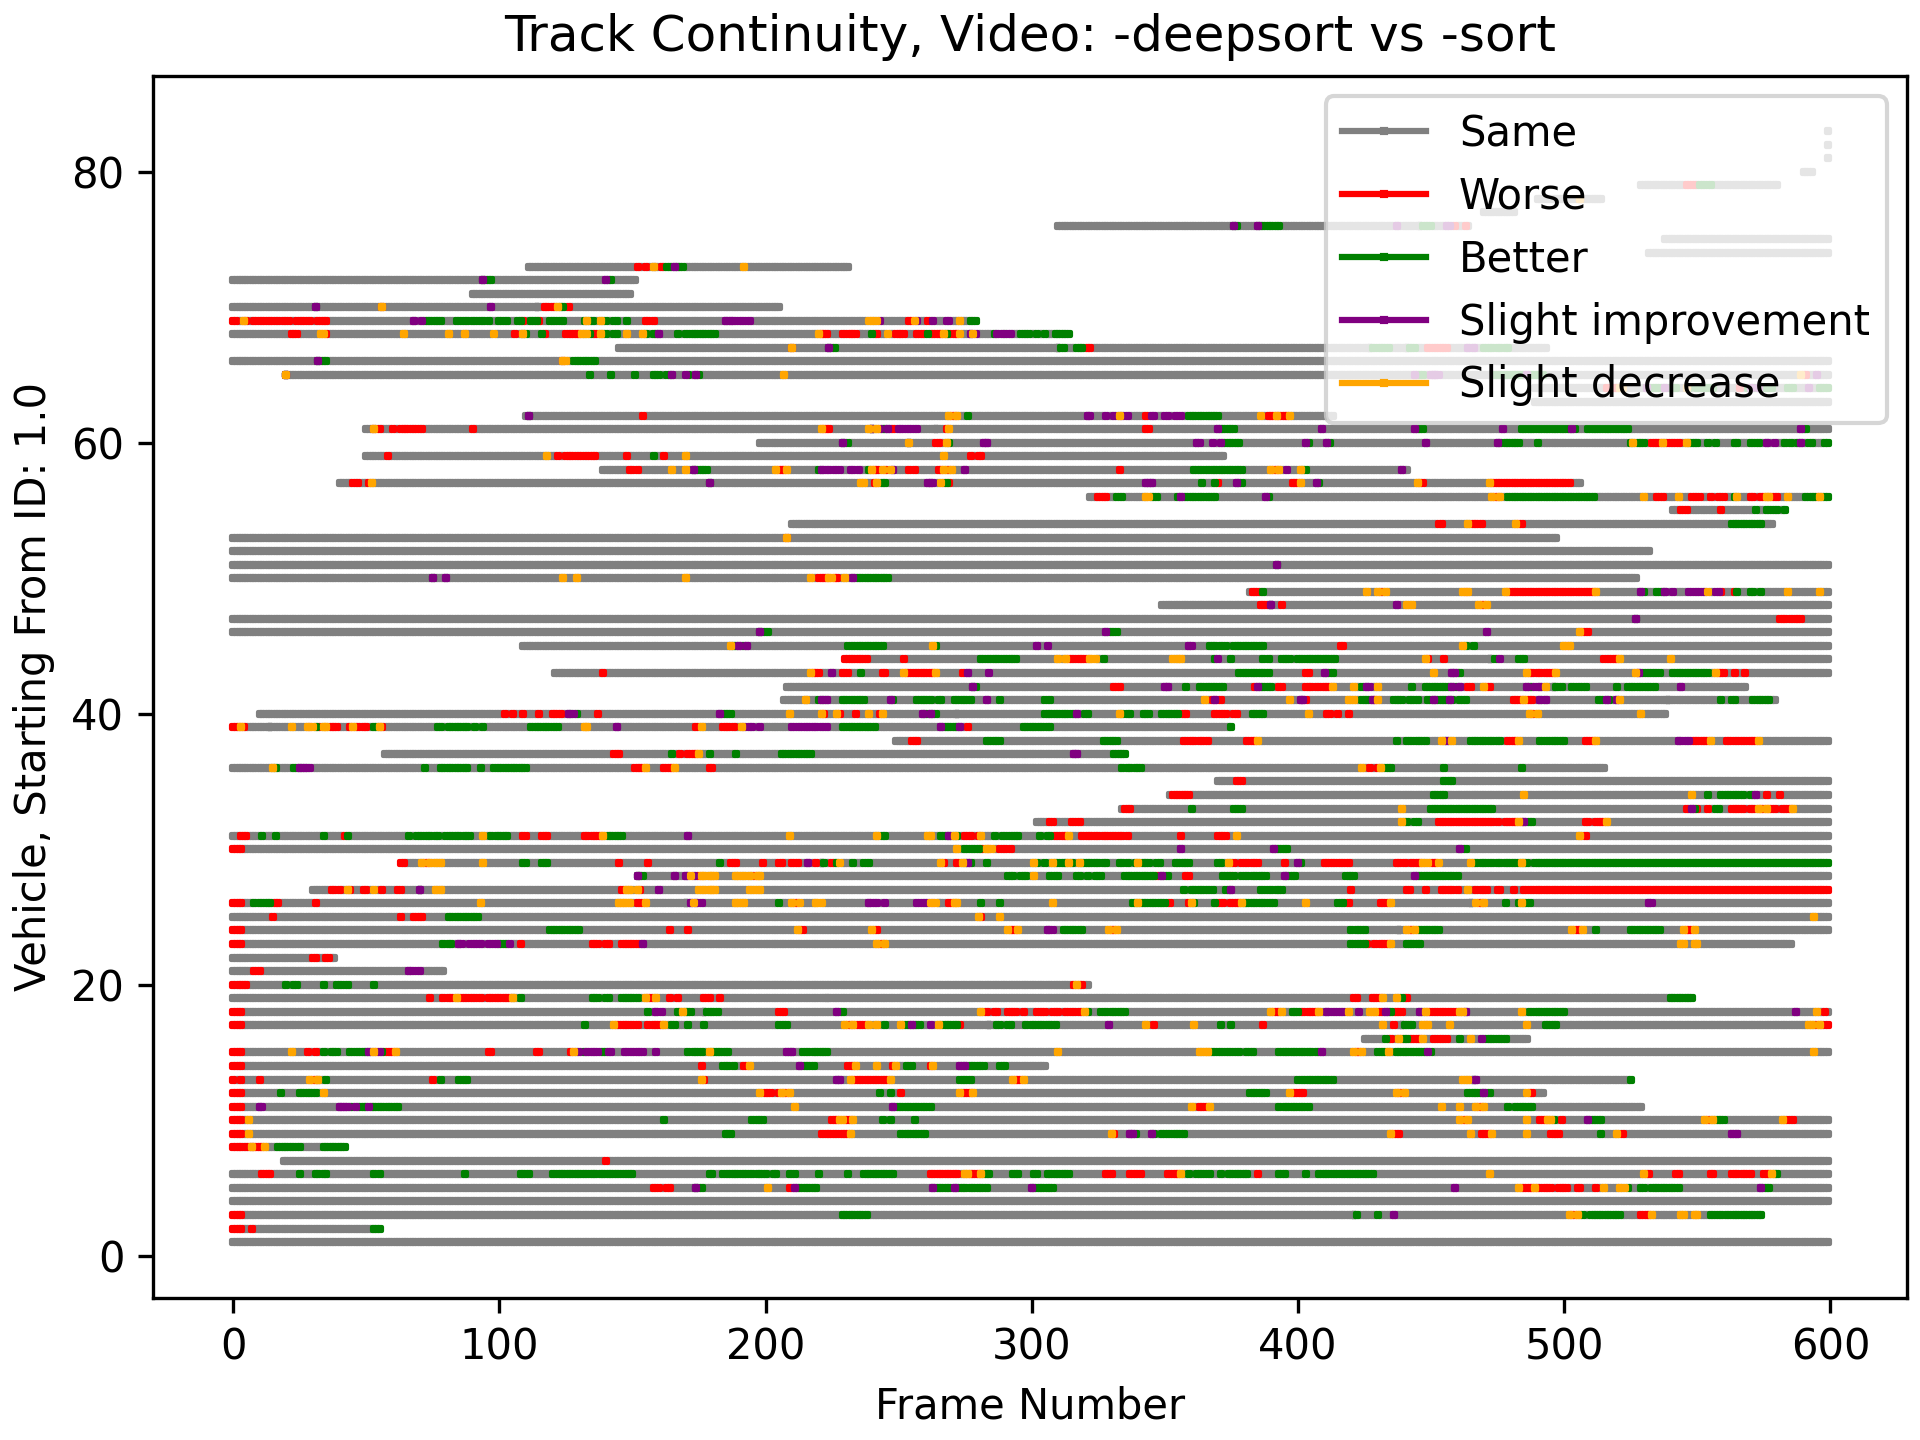 Track Continuity, Video: -deepsort vs -sort
Same
Worse
Better
Slight improvement
Slight decrease
Vehicle, Starting From ID: 1.0
80
60
40
20
0
0 100 200 300 400 500 600
Frame Number